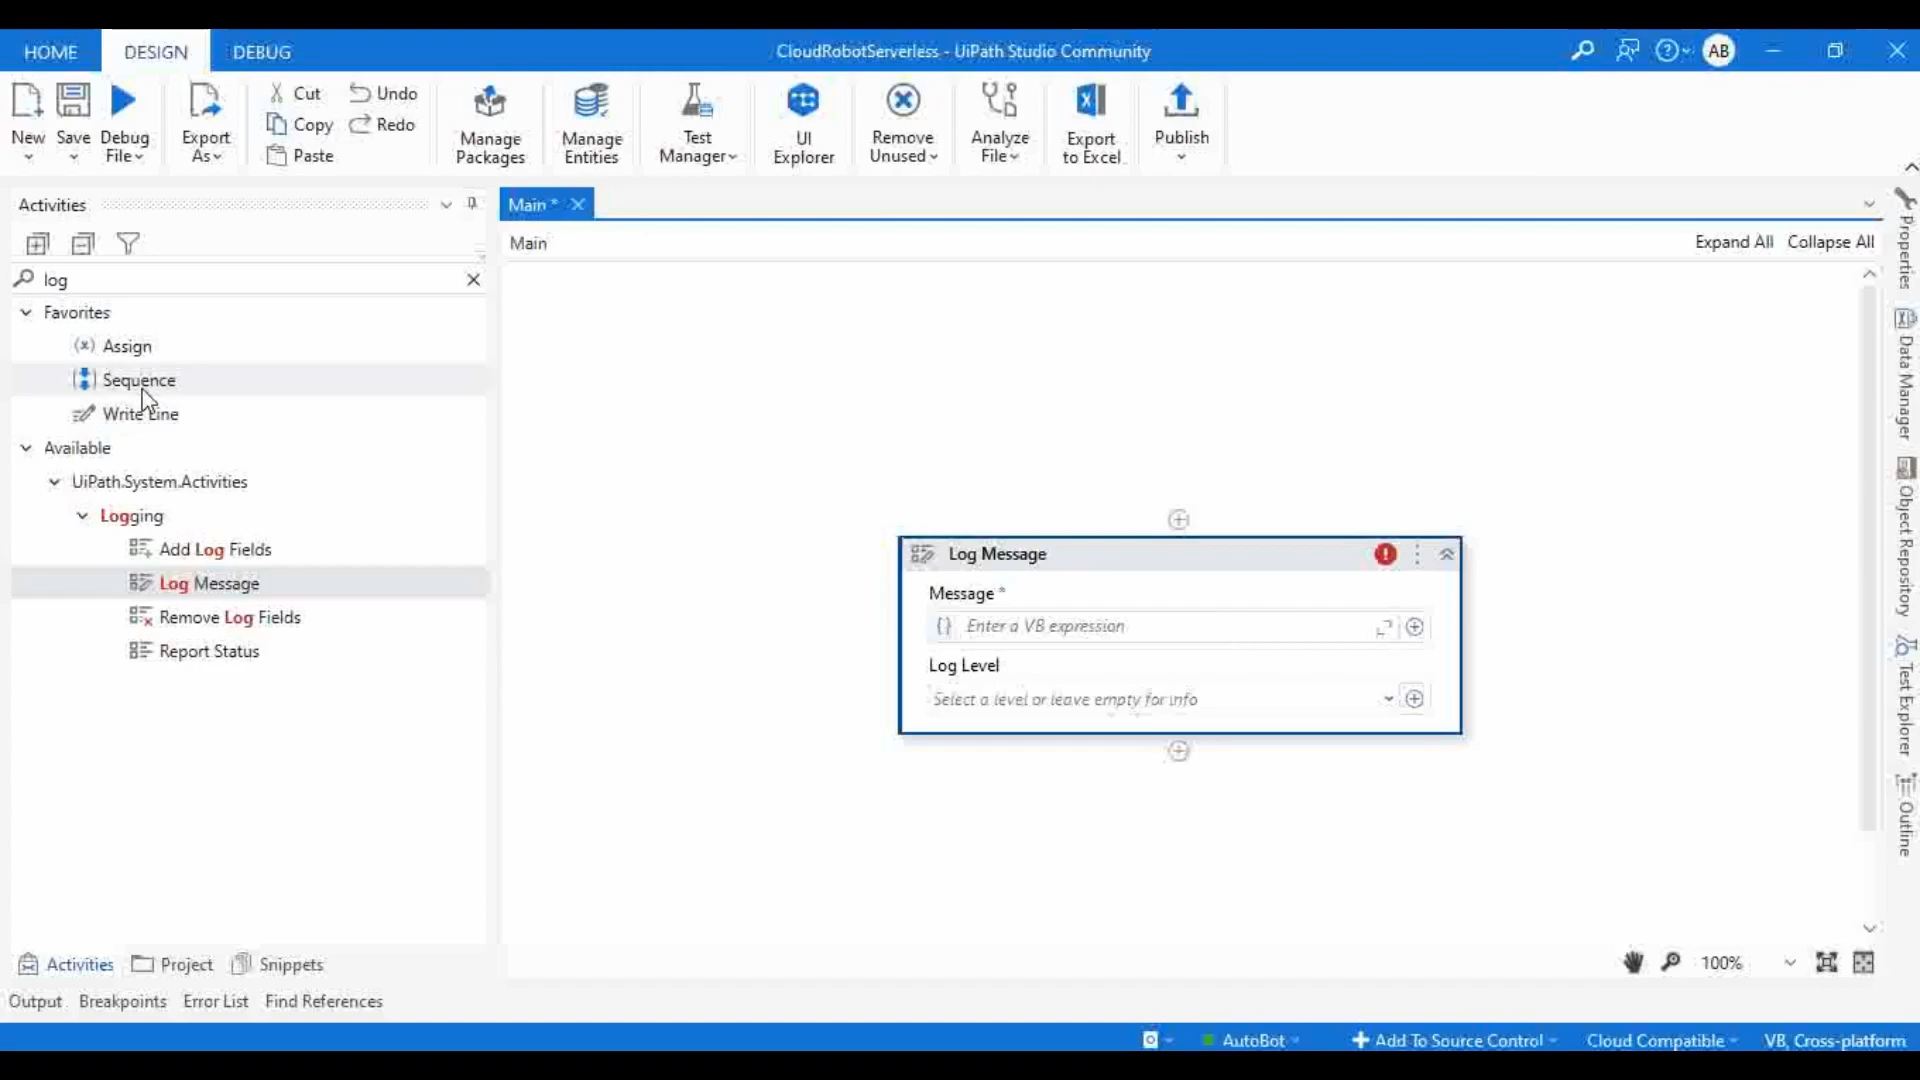 HOME DESIGN DEBUG CloudRobotServerless - UiPath Studio Community AB
New Save Debug File Export As Cut Copy Paste Undo Redo Manage Packages Manage Entities Test Manager UI Explorer Remove Unused Analyze File Export to Excel Publish
Activities
log
Favorites
Assign
Sequence
Write Line
Available
UiPath.System.Activities
Logging
Add Log Fields
Log Message
Remove Log Fields
Report Status
Activities Project Snippets
Main *
Main Expand All Collapse All
Log Message
Message *
{} Enter a VB expression
Log Level
Select a level or leave empty for info
100%
Properties
Data Manager
Object Repository
Test Explorer
Outline
Output Breakpoints Error List Find References
AutoBot Add To Source Control Cloud Compatible VB, Cross-platform